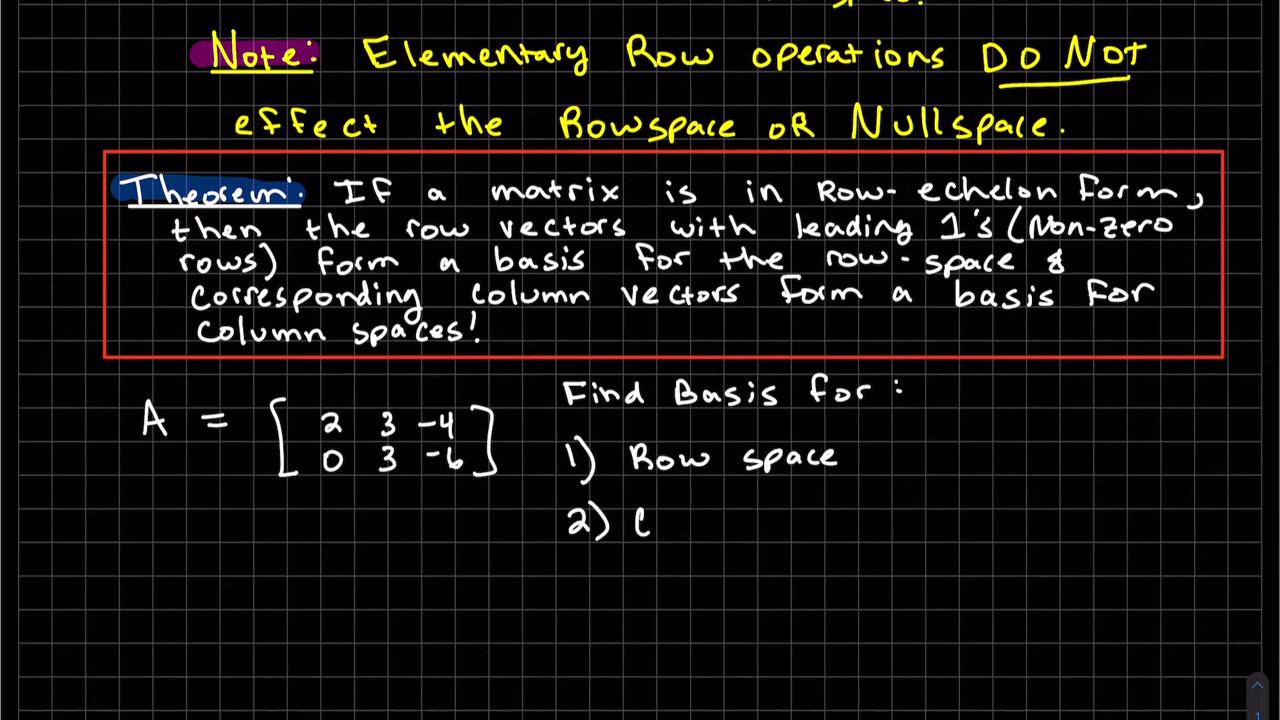 Note: Elementary Row operations DO NOT
effect the Rowspace OR Nullspace.
Theorem: If a matrix is in Row-echelon form,
then the row vectors with leading 1's (Non-zero
rows) form a basis for the row-space &
corresponding column vectors form a basis for
column spaces!
Find Basis for:
A = [ 2 3 -4
0 3 -6 ]
1) Row space
2) C
1